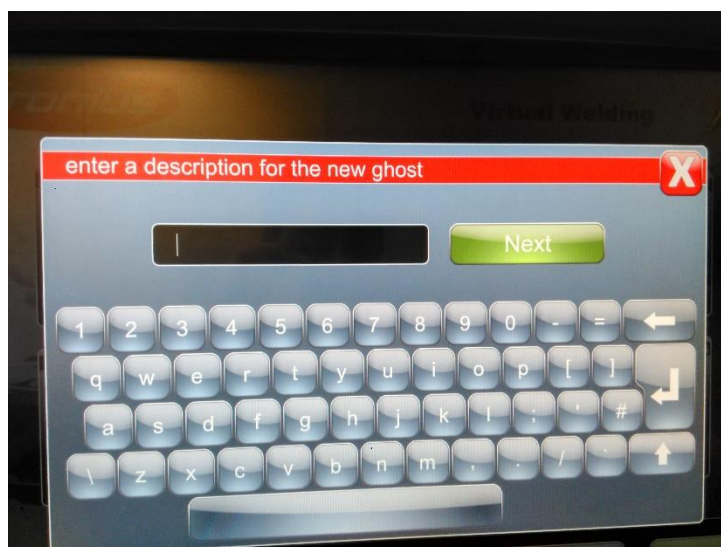 Virtual Welding
enter a description for the new ghost
X
Next
1 2 3 4 5 6 7 8 9 0 - =
q w e r t y u i o p [ ]
a s d f g h j k l ; ' #
\ z x c v b n m , . / `